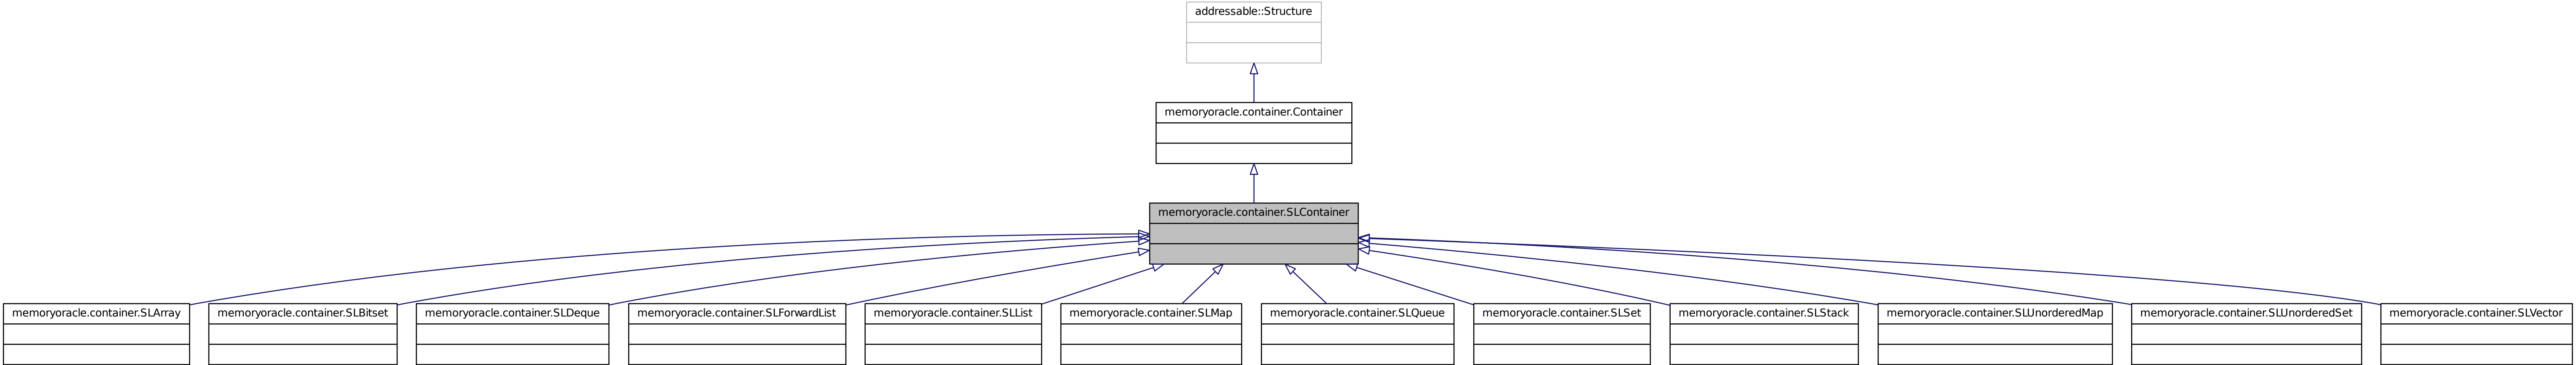 addressable::Structure
memoryoracle.container.Container
memoryoracle.container.SLContainer
memoryoracle.container.SLArray
memoryoracle.container.SLBitset
memoryoracle.container.SLDeque
memoryoracle.container.SLForwardList
memoryoracle.container.SLList
memoryoracle.container.SLMap
memoryoracle.container.SLQueue
memoryoracle.container.SLSet
memoryoracle.container.SLStack
memoryoracle.container.SLUnorderedMap
memoryoracle.container.SLUnorderedSet
memoryoracle.container.SLVector